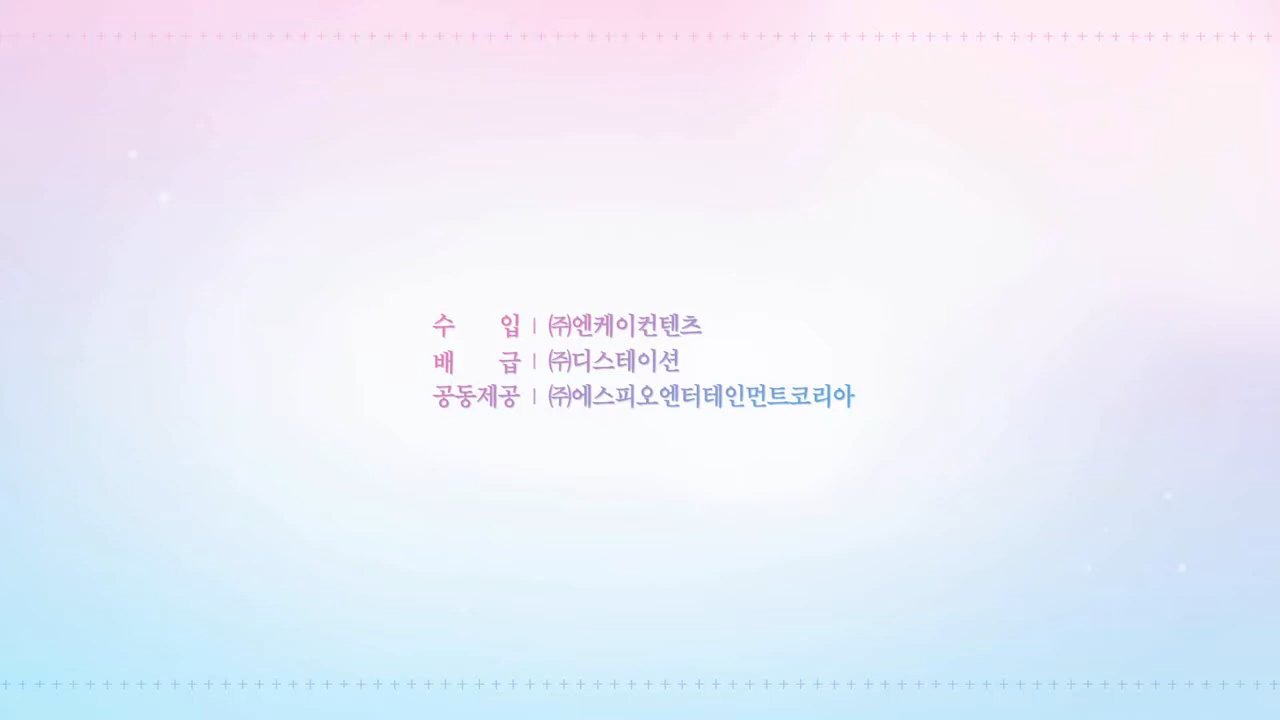 수 입 | ㈜엔케이컨텐츠
배 급 | ㈜디스테이션
공동제공 | ㈜에스피오엔터테인먼트코리아